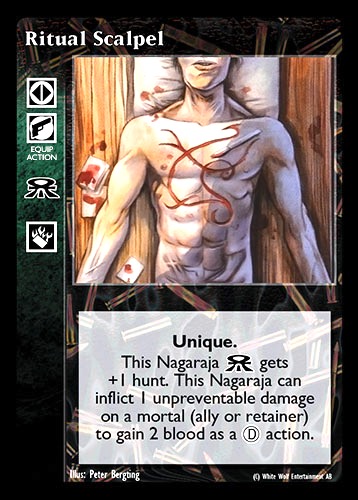 Ritual Scalpel
EQUIP
ACTION
Unique.
This Nagaraja gets
+1 hunt. This Nagaraja can
inflict 1 unpreventable damage
on a mortal (ally or retainer)
to gain 2 blood as a Ⓓ action.
Illus: Peter Bergting
(C) White Wolf Entertainment AB